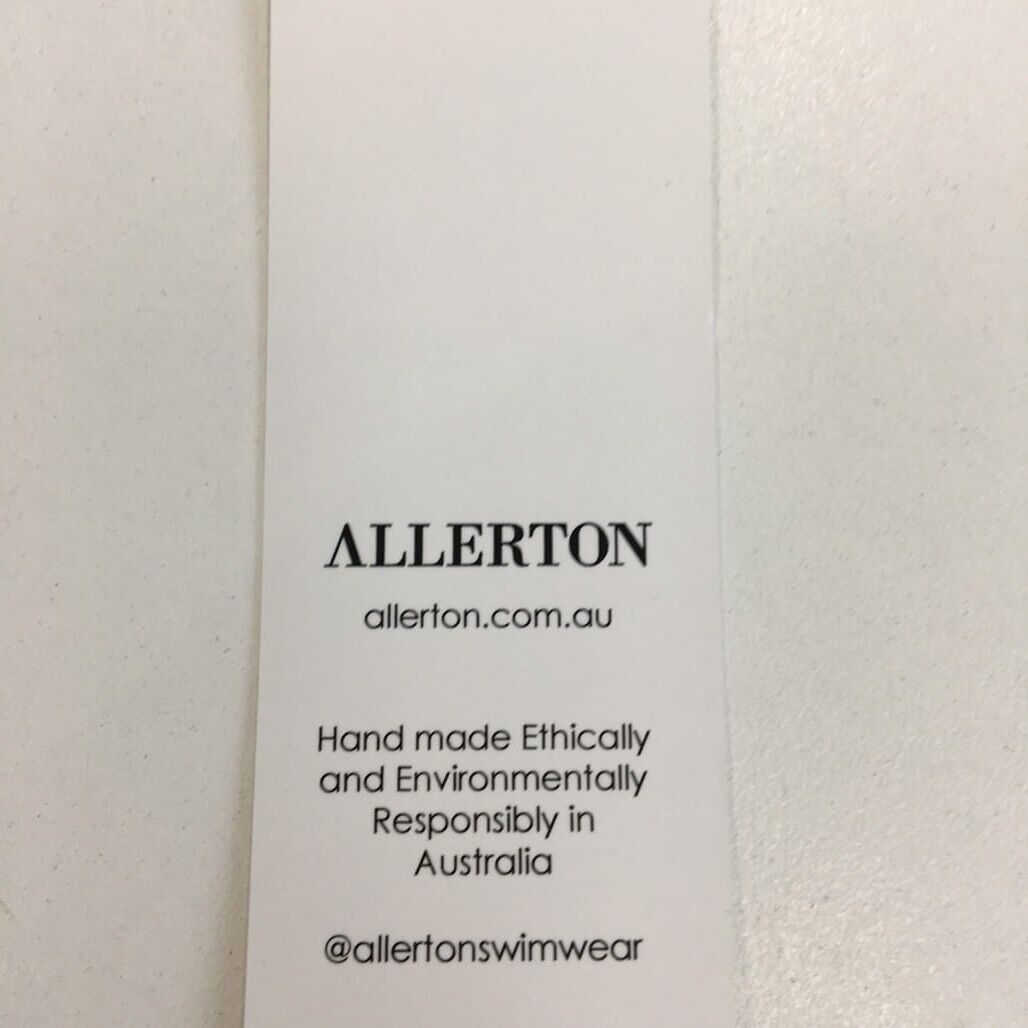 ALLERTON
allerton.com.au
Hand made Ethically
and Environmentally
Responsibly in
Australia
@allertonswimwear